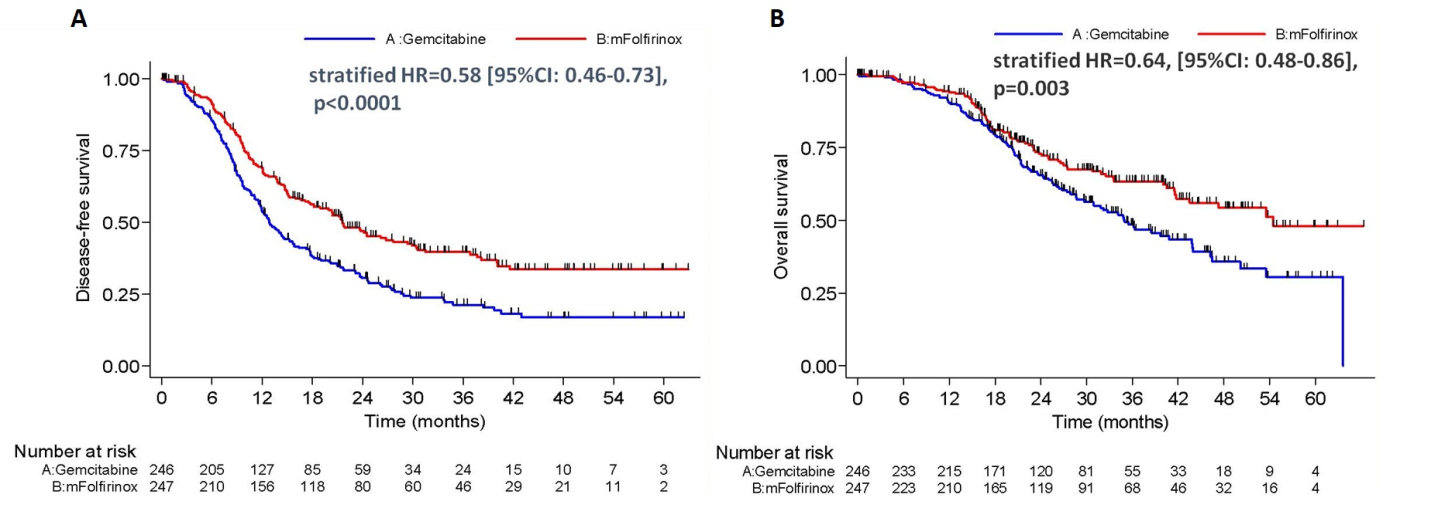 A
A :Gemcitabine B:mFolfirinox
stratified HR=0.58 [95%CI: 0.46-0.73],
p<0.0001
1.00
0.75
0.50
0.25
0.00
Disease-free survival
0 6 12 18 24 30 36 42 48 54 60
Time (months)
Number at risk
A:Gemcitabine 246 205 127 85 59 34 24 15 10 7 3
B:mFolfirinox 247 210 156 118 80 60 46 29 21 11 2
B
A :Gemcitabine B:mFolfirinox
stratified HR=0.64, [95%CI: 0.48-0.86],
p=0.003
1.00
0.75
0.50
0.25
0.00
Overall survival
0 6 12 18 24 30 36 42 48 54 60
Time (months)
Number at risk
A:Gemcitabine 246 233 215 171 120 81 55 33 18 9 4
B:mFolfirinox 247 223 210 165 119 91 68 46 32 16 4